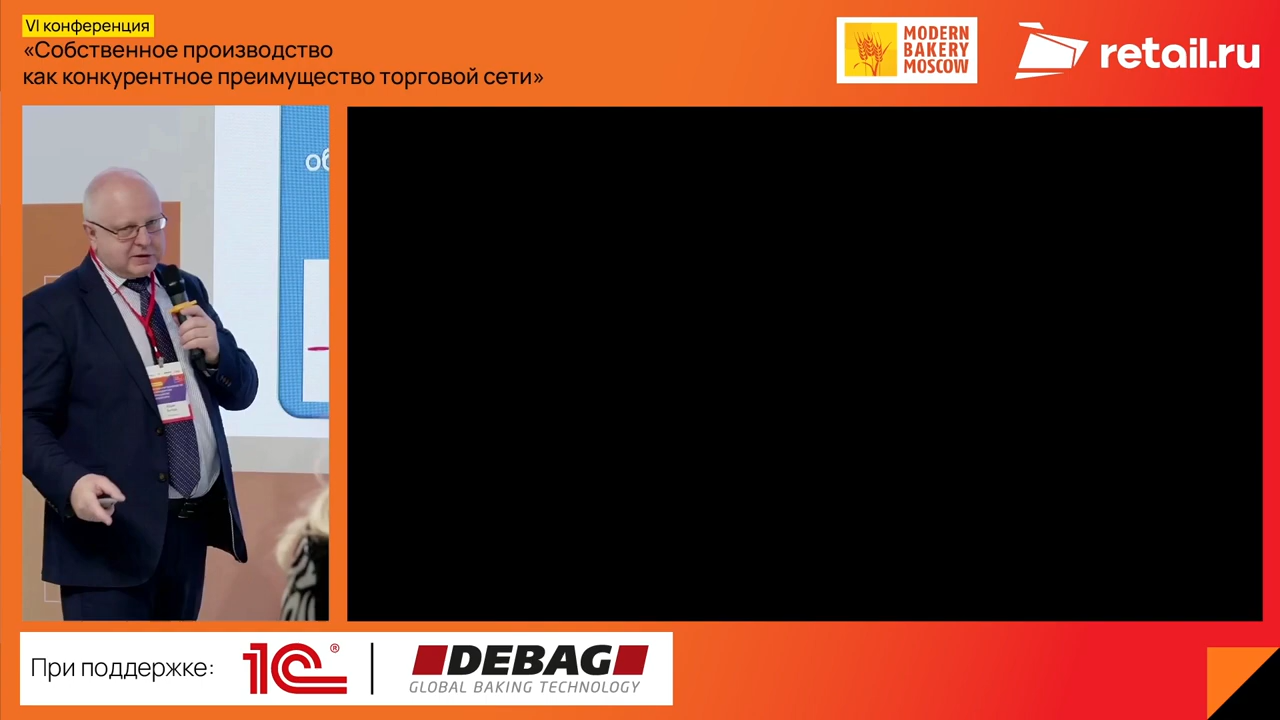 VI конференция
«Собственное производство
как конкурентное преимущество торговой сети»
MODERN
BAKERY
MOSCOW
retail.ru
об
При поддержке:
1С®
DEBAG
GLOBAL BAKING TECHNOLOGY